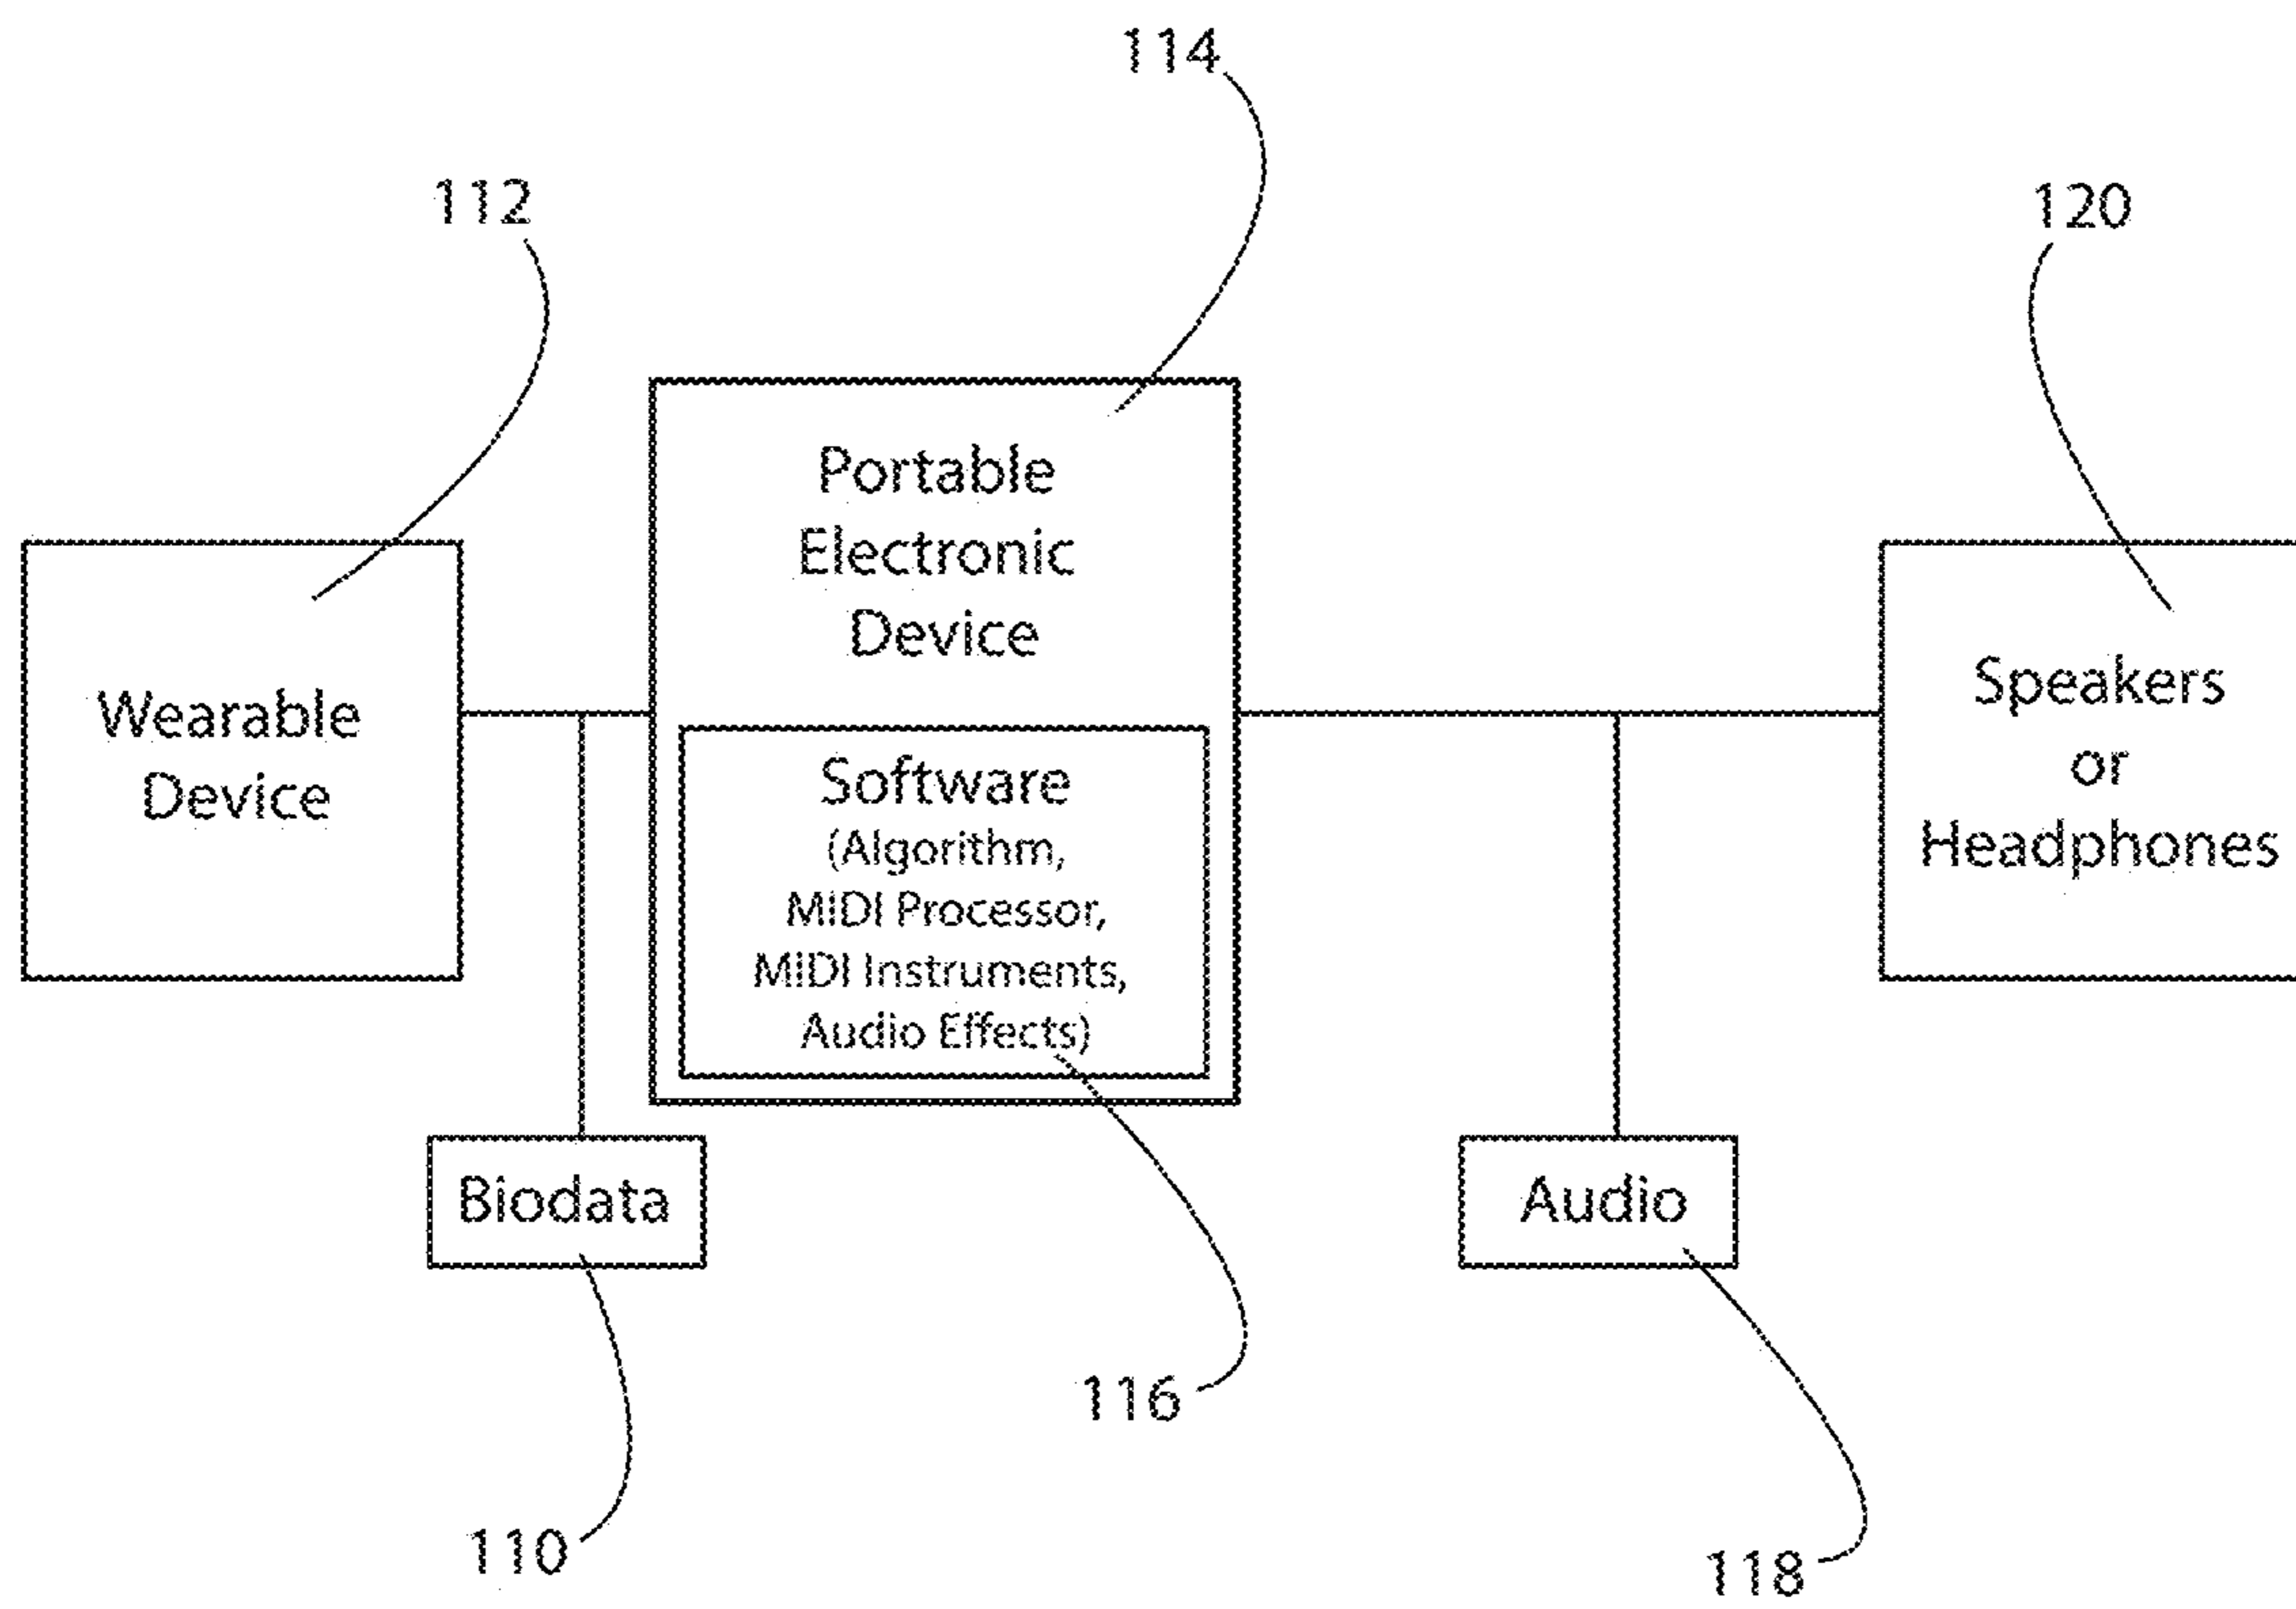 114
112
120
Portable
Electronic
Device
Wearable
Device
Software
(Algorithm,
MIDI Processor,
MIDI Instruments,
Audio Effects)
Speakers
or
Headphones
Biodata
Audio
116
110
118